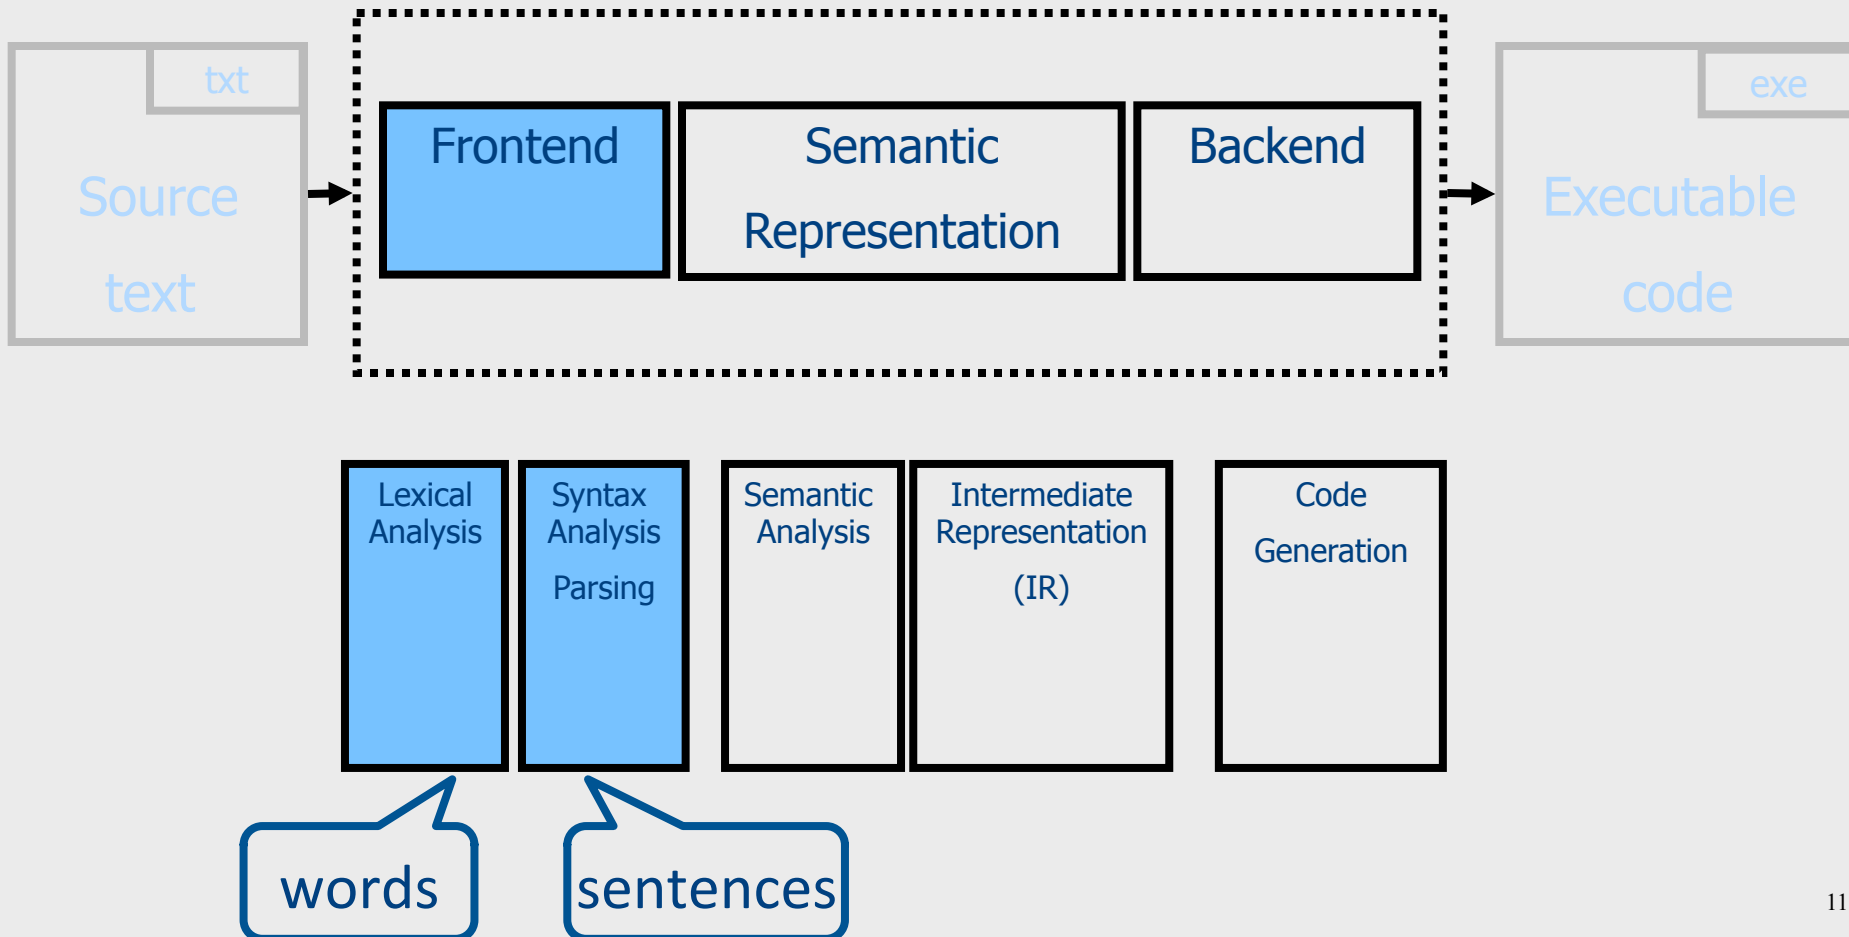 txt
Source
text
Frontend
Semantic
Representation
Backend
exe
Executable
code
Lexical
Analysis
Syntax
Analysis
Parsing
Semantic
Analysis
Intermediate
Representation
(IR)
Code
Generation
words
sentences
11